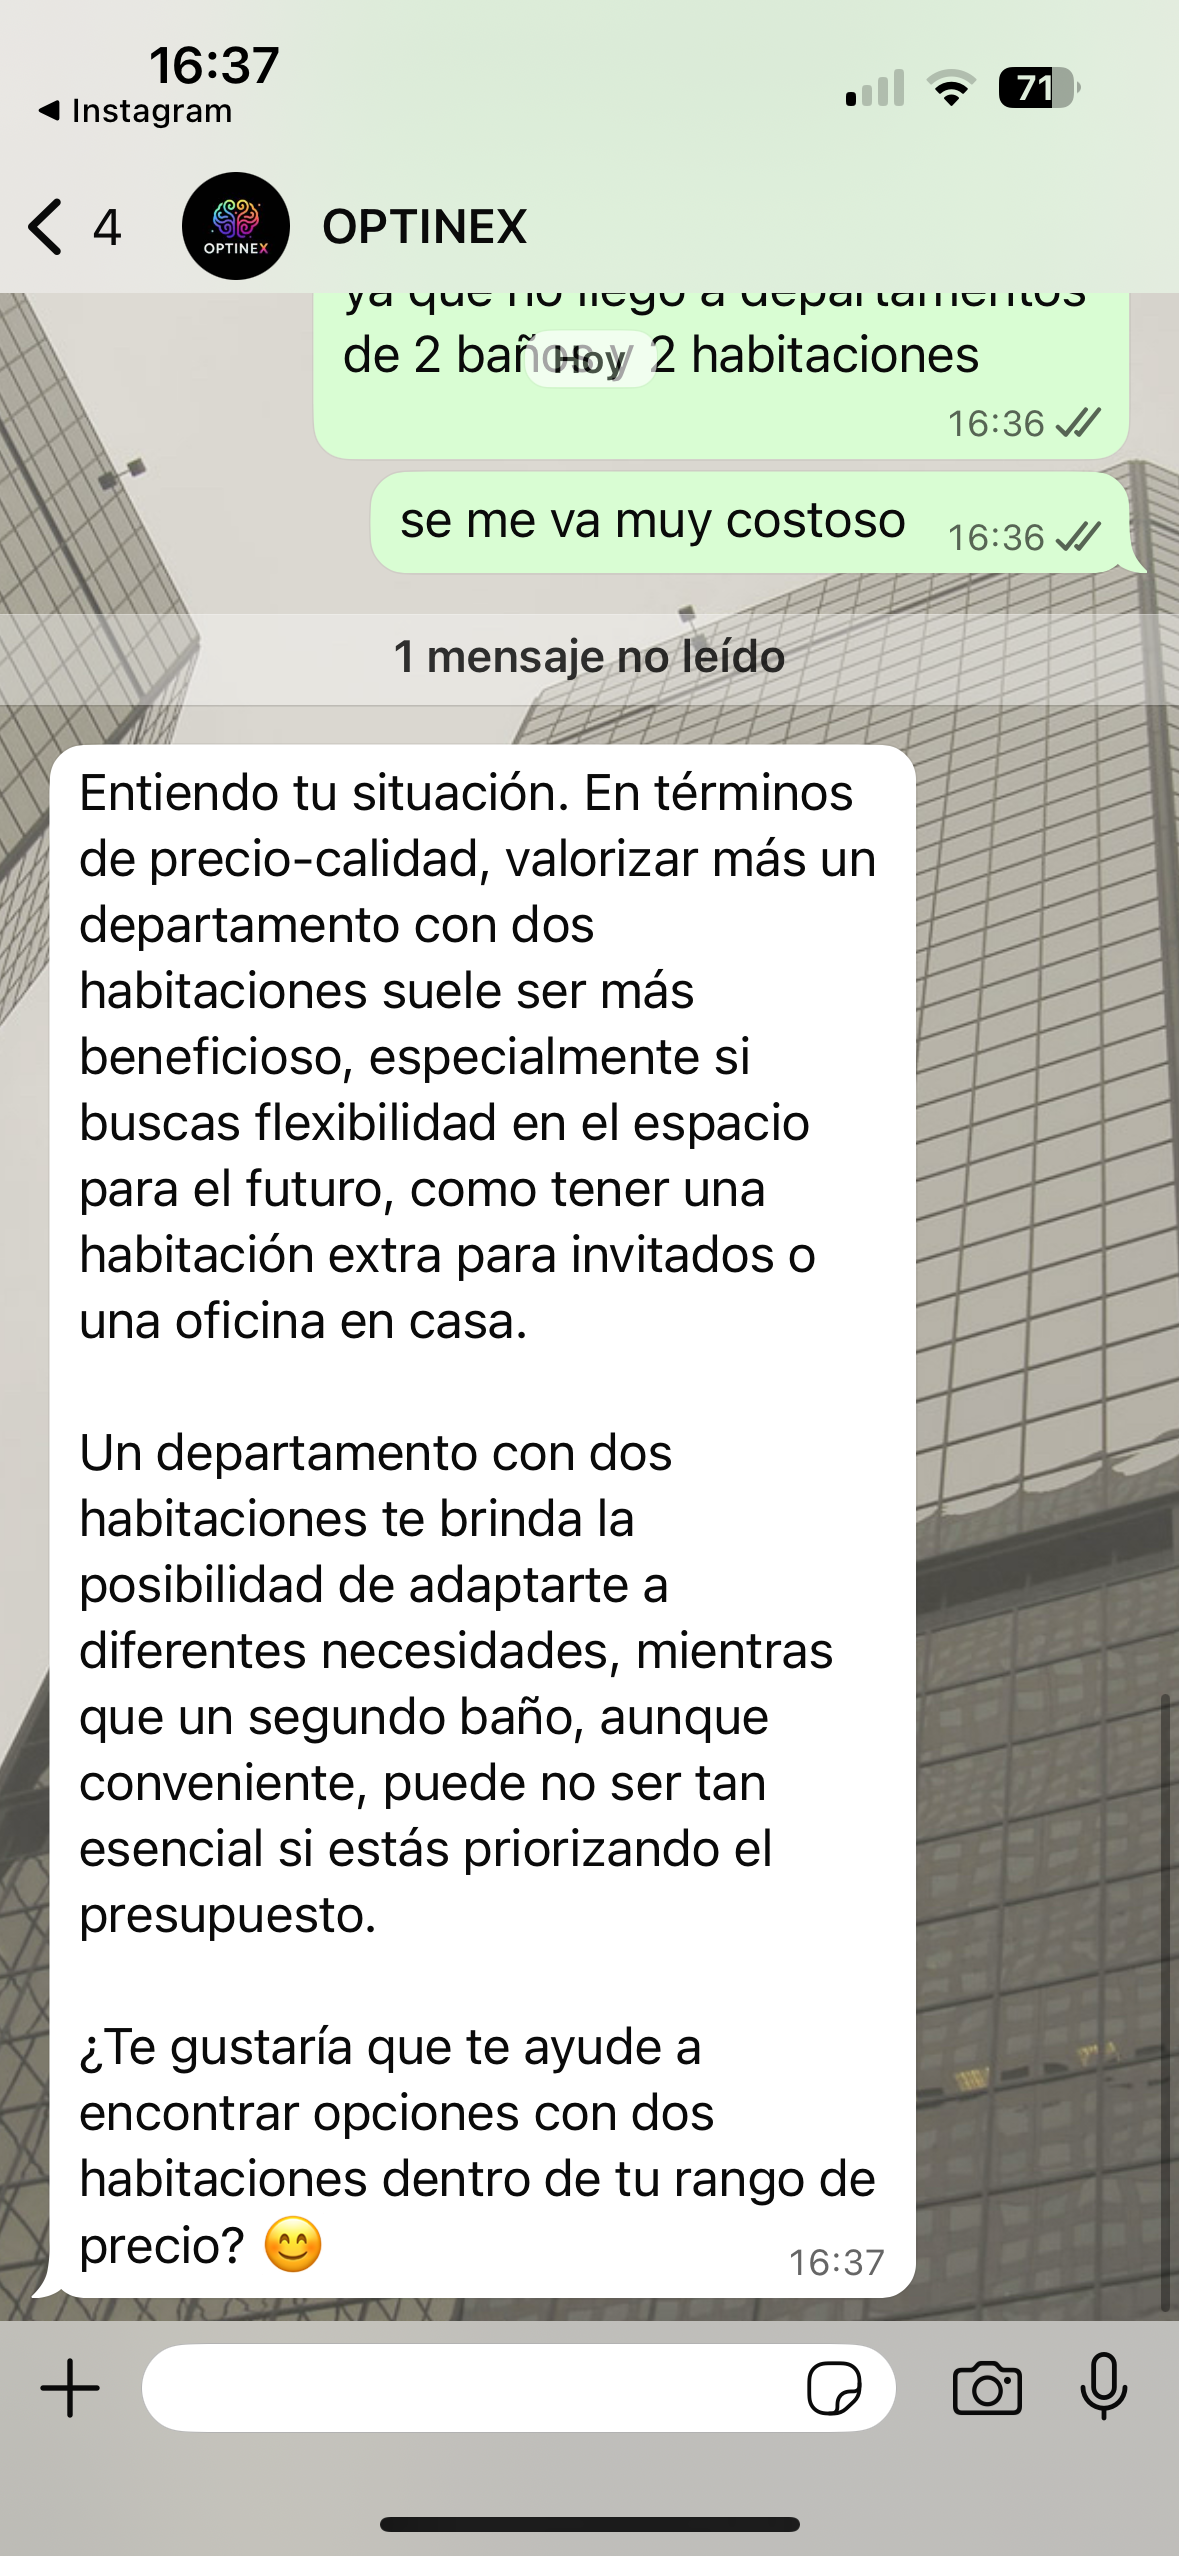 16:37
Instagram
71
4
OPTINEX
OPTINEX
ya que no llego a departamentos
de 2 baños y 2 habitaciones
Hoy
16:36
se me va muy costoso
16:36
1 mensaje no leído
Entiendo tu situación. En términos
de precio-calidad, valorizar más un
departamento con dos
habitaciones suele ser más
beneficioso, especialmente si
buscas flexibilidad en el espacio
para el futuro, como tener una
habitación extra para invitados o
una oficina en casa.
Un departamento con dos
habitaciones te brinda la
posibilidad de adaptarte a
diferentes necesidades, mientras
que un segundo baño, aunque
conveniente, puede no ser tan
esencial si estás priorizando el
presupuesto.
¿Te gustaría que te ayude a
encontrar opciones con dos
habitaciones dentro de tu rango de
precio? 😊
16:37